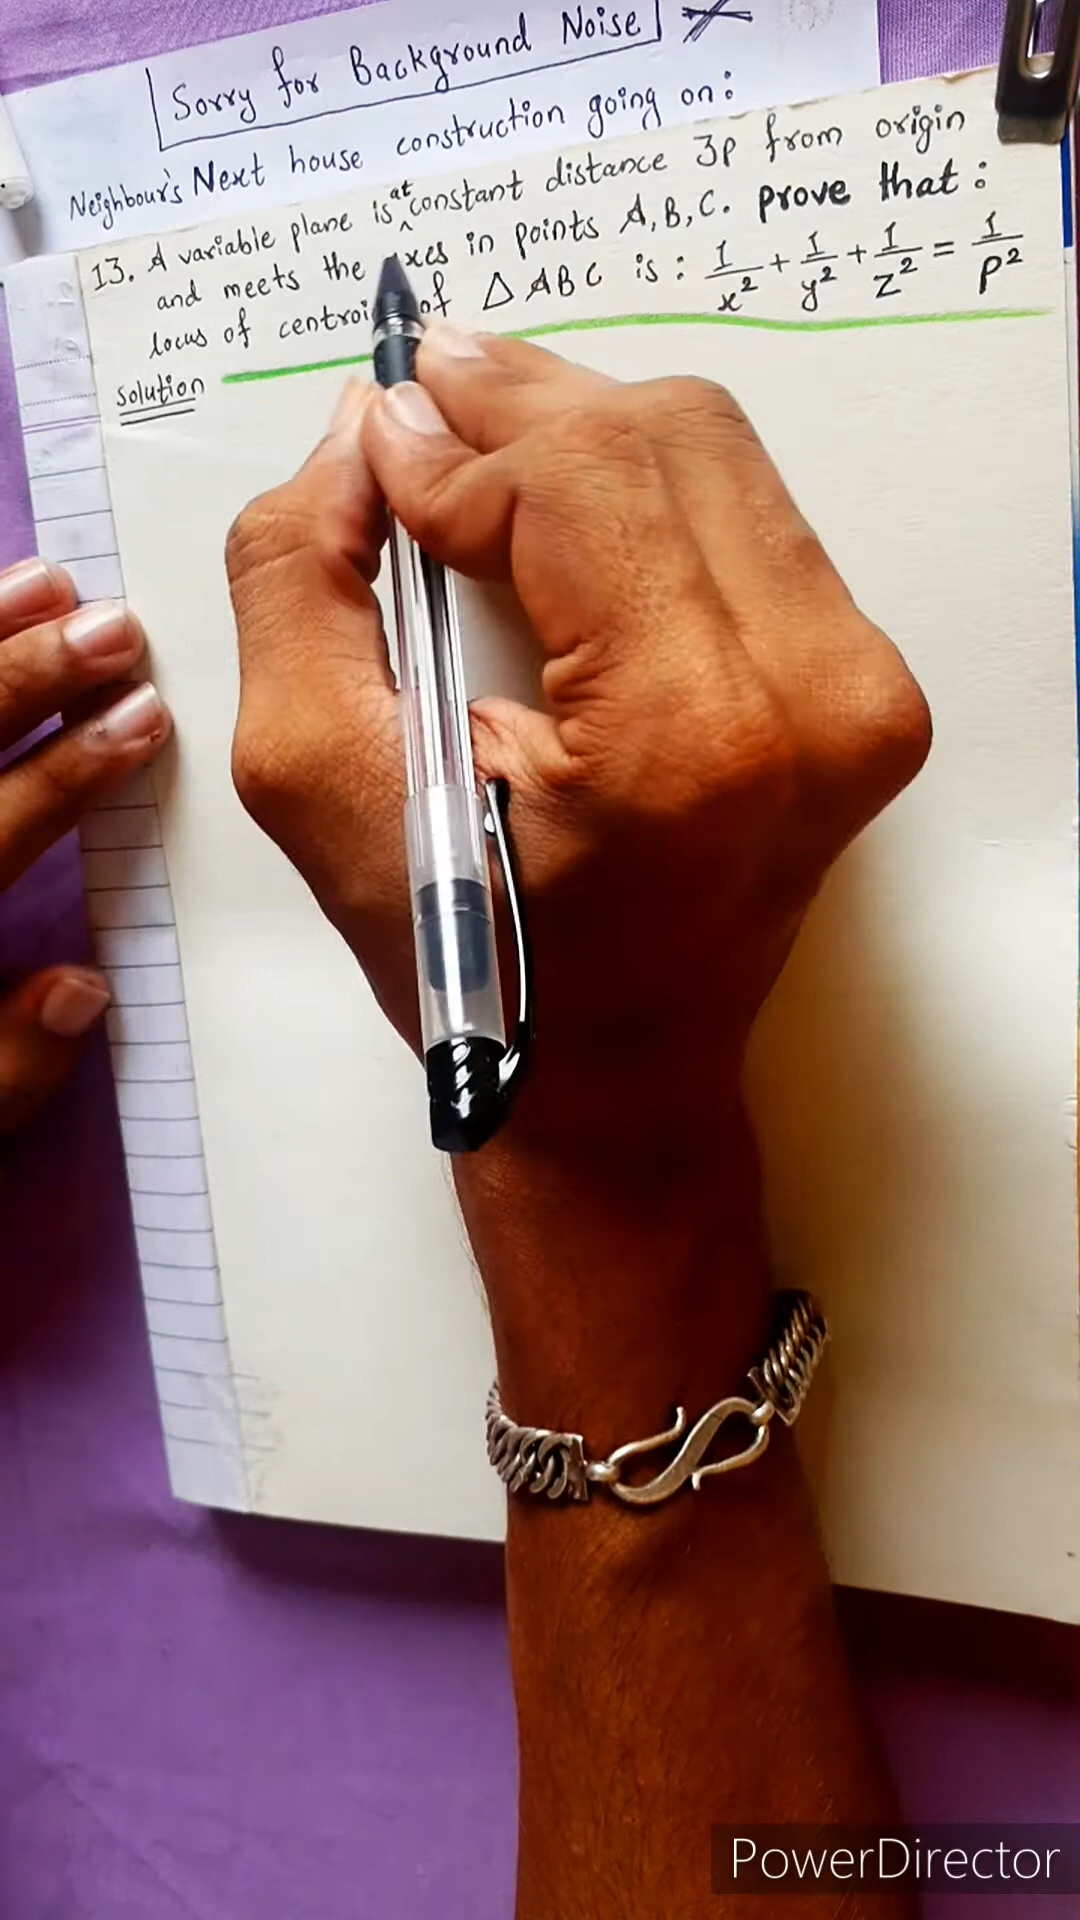 Sorry for Background Noise
Neighbour's Next house construction going on:
13. A variable plane is at constant distance 3p from origin
and meets the axes in points A, B, C. prove that:
locus of centroid of Δ ABC is: 1/x² + 1/y² + 1/z² = 1/p²
Solution
PowerDirector